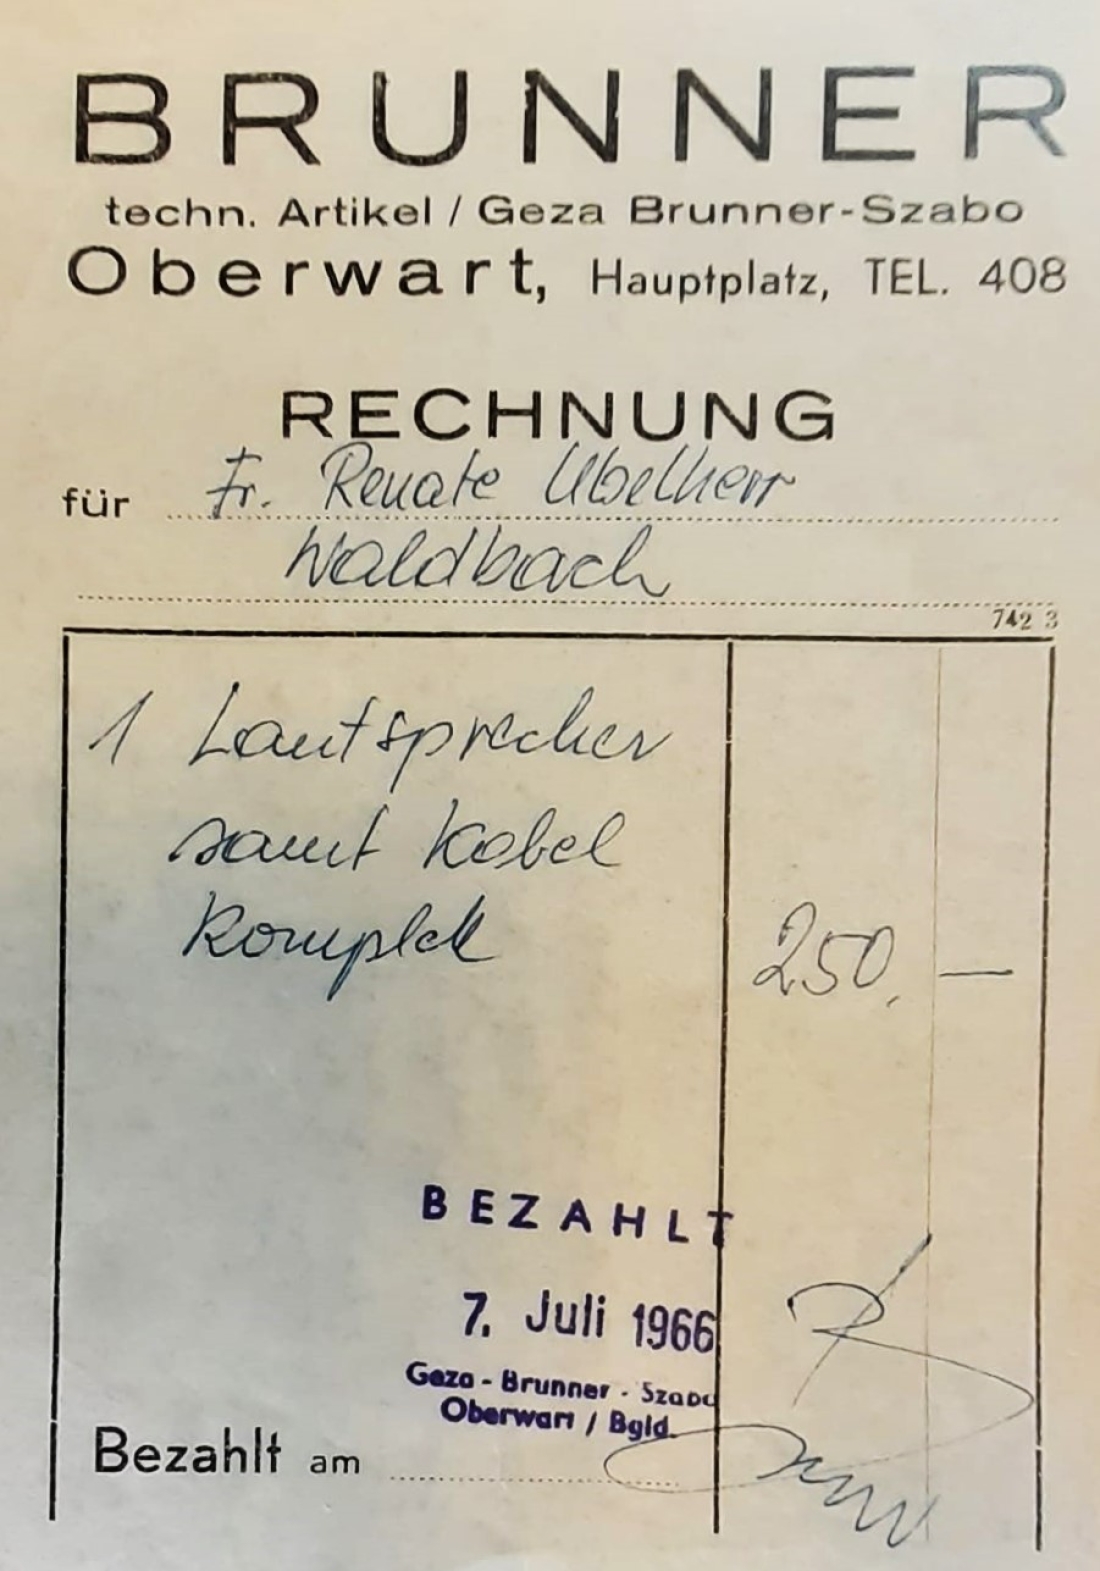 BRUNNER
techn. Artikel / Geza Brunner-Szabo
Oberwart, Hauptplatz, TEL. 408
RECHNUNG
für Fr. Renate Ubelherr
Waldbach
742 3
1 Lautsprecher
samt Kabel
komplett 250,—
BEZAHLT
7. Juli 1966
Geza - Brunner - Szabo
Oberwart / Bgld.
Bezahlt am